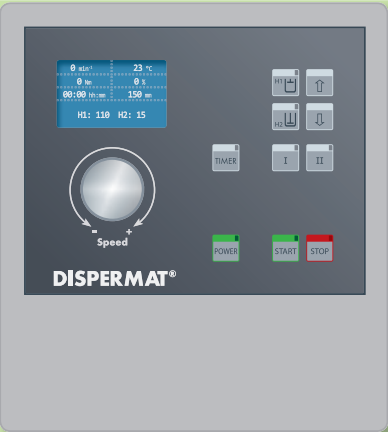 0 min⁻¹ 23 °C
0 Nm 0 %
00:00 hh:mm 150 mm
H1: 110 H2: 15
H1
H2
TIMER I II
- +
Speed
POWER START STOP
DISPERMAT®